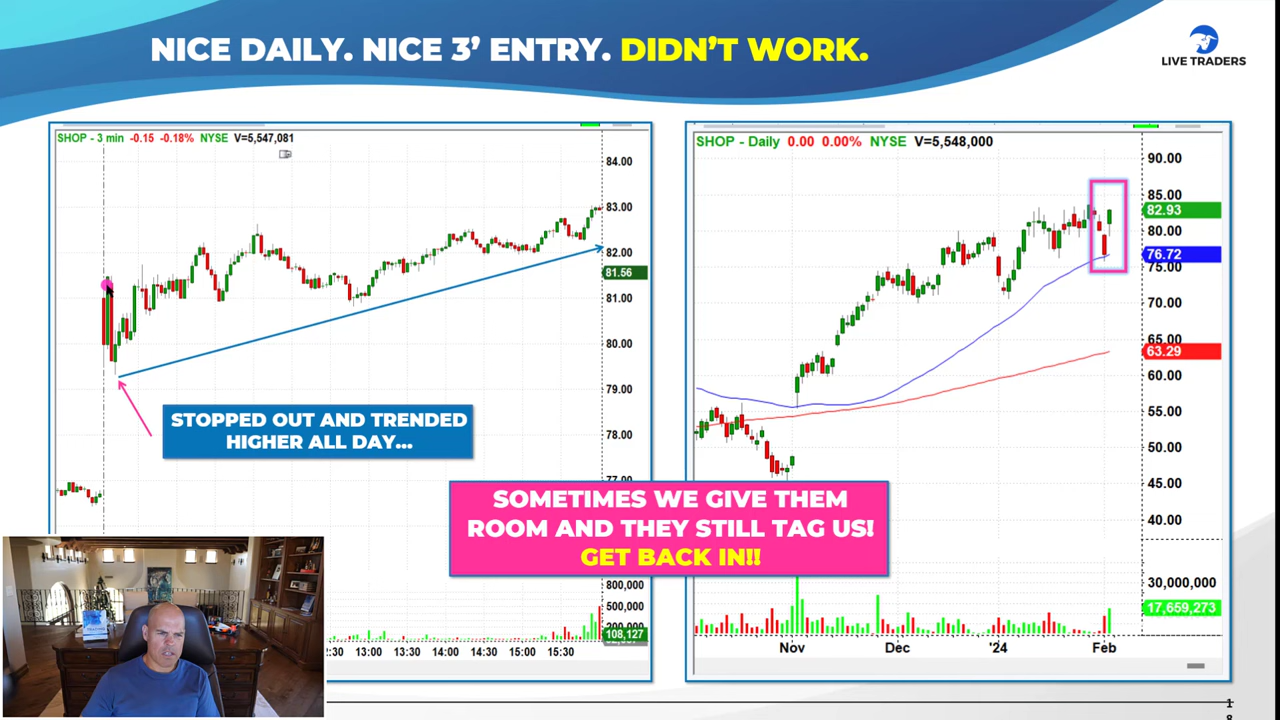 NICE DAILY. NICE 3’ ENTRY. DIDN’T WORK.
LIVE TRADERS
SHOP - 3 min -0.15 -0.18% NYSE V=5,547,081
84.00
83.00
82.00
81.56
81.00
80.00
79.00
78.00
77.00
STOPPED OUT AND TRENDED
HIGHER ALL DAY...
800,000
500,000
108,127
13:00 13:30 14:00 14:30 15:00 15:30
SHOP - Daily 0.00 0.00% NYSE V=5,548,000
90.00
85.00
82.93
80.00
76.72
75.00
70.00
65.00
63.29
60.00
55.00
50.00
45.00
40.00
30,000,000
17,659,273
Nov Dec '24 Feb
SOMETIMES WE GIVE THEM
ROOM AND THEY STILL TAG US!
GET BACK IN!!